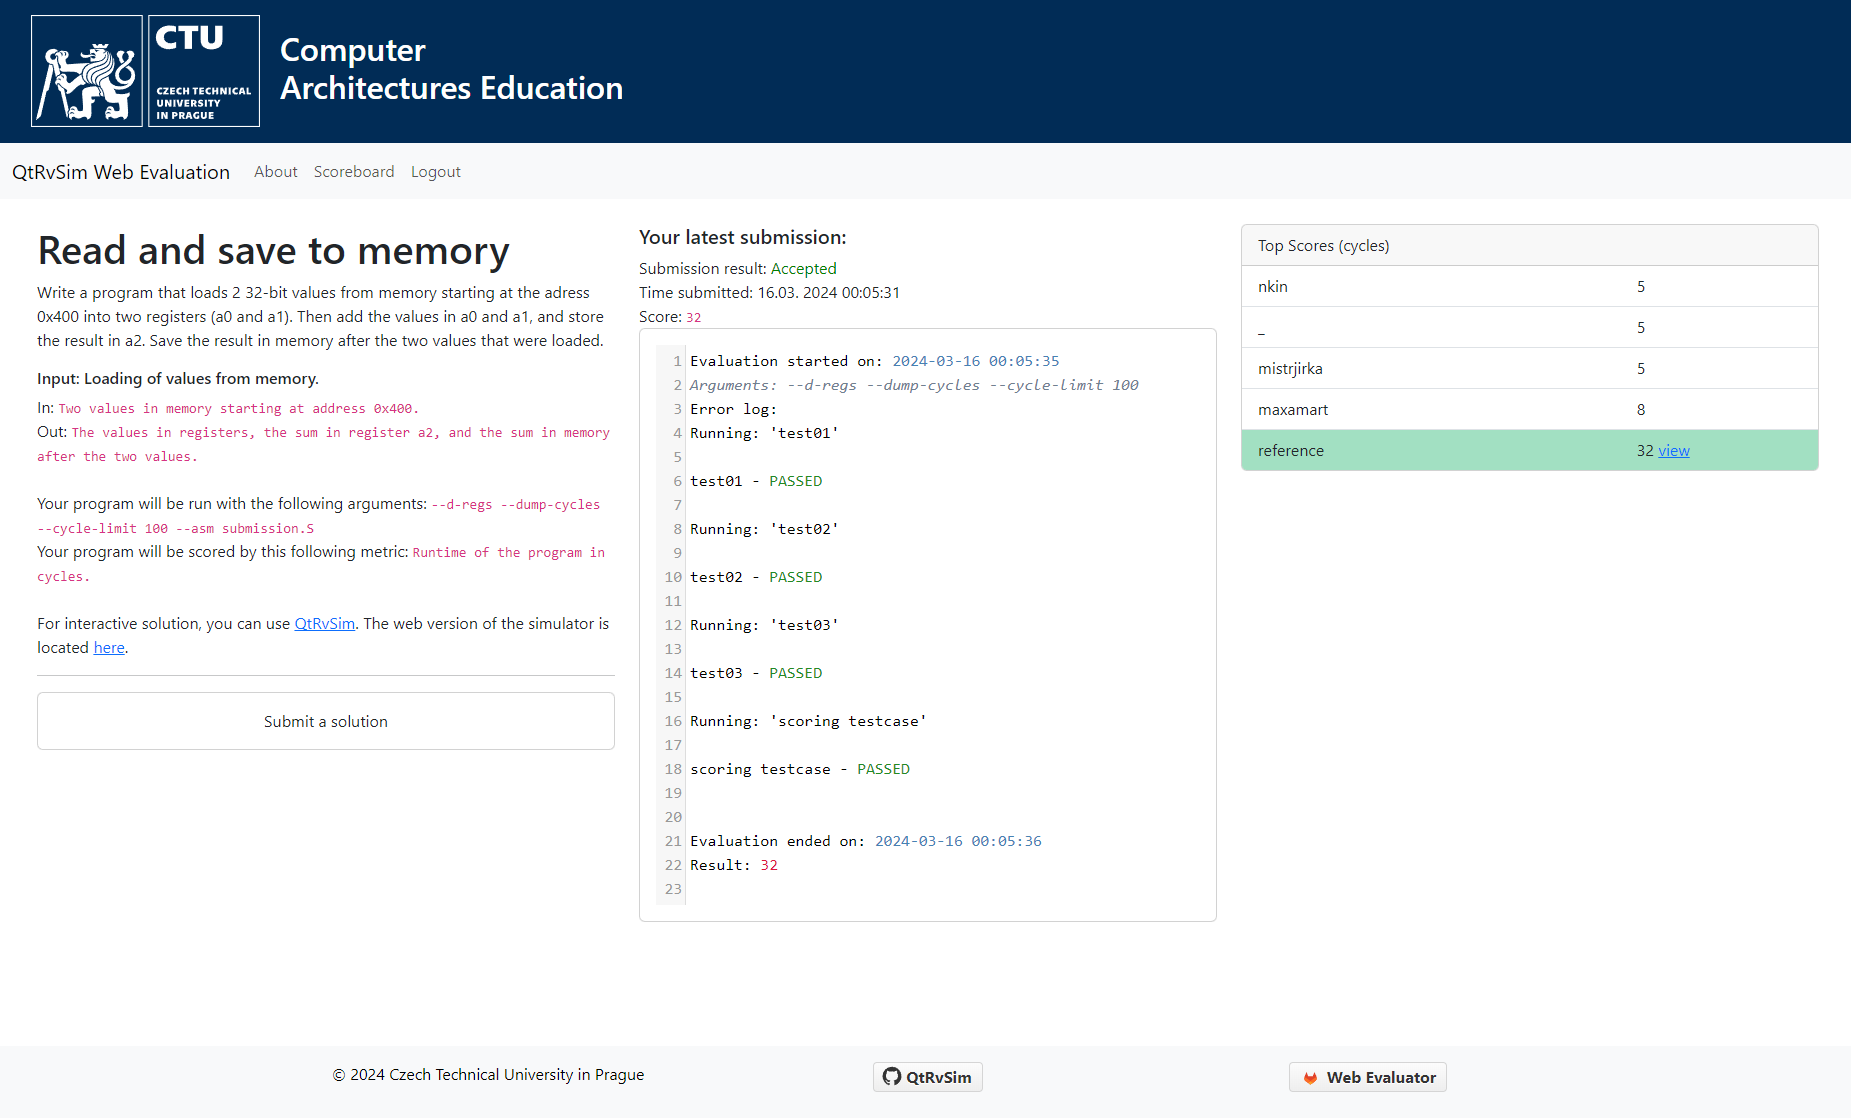 CTU
CZECH TECHNICAL
UNIVERSITY
IN PRAGUE
Computer
Architectures Education
QtRvSim Web Evaluation About Scoreboard Logout
Read and save to memory
Write a program that loads 2 32-bit values from memory starting at the adress
0x400 into two registers (a0 and a1). Then add the values in a0 and a1, and store
the result in a2. Save the result in memory after the two values that were loaded.
Input: Loading of values from memory.
In: Two values in memory starting at address 0x400.
Out: The values in registers, the sum in register a2, and the sum in memory
after the two values.
Your program will be run with the following arguments: --d-regs --dump-cycles
--cycle-limit 100 --asm submission.S
Your program will be scored by this following metric: Runtime of the program in
cycles.
For interactive solution, you can use QtRvSim. The web version of the simulator is
located here.
Submit a solution
Your latest submission:
Submission result: Accepted
Time submitted: 16.03. 2024 00:05:31
Score: 32
1 Evaluation started on: 2024-03-16 00:05:35
2 Arguments: --d-regs --dump-cycles --cycle-limit 100
3 Error log:
4 Running: 'test01'
5
6 test01 - PASSED
7
8 Running: 'test02'
9
10 test02 - PASSED
11
12 Running: 'test03'
13
14 test03 - PASSED
15
16 Running: 'scoring testcase'
17
18 scoring testcase - PASSED
19
20
21 Evaluation ended on: 2024-03-16 00:05:36
22 Result: 32
23
Top Scores (cycles)
nkin 5
_ 5
mistrjirka 5
maxamart 8
reference 32 view
© 2024 Czech Technical University in Prague
QtRvSim
Web Evaluator